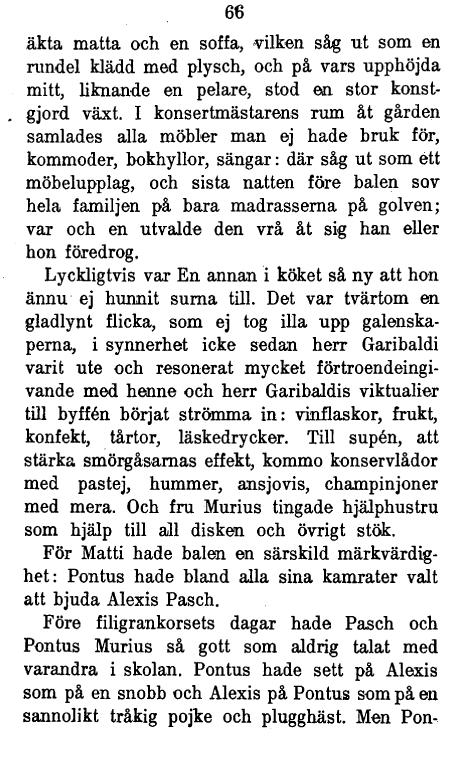 66
äkta matta och en soffa, vilken såg ut som en
rundel klädd med plysch, och på vars upphöjda
mitt, liknande en pelare, stod en stor konst-
gjord växt. I konsertmästarens rum åt gården
samlades alla möbler man ej hade bruk för,
kommoder, bokhyllor, sängar: där såg ut som ett
möbelupplag, och sista natten före balen sov
hela familjen på bara madrasserna på golven;
var och en utvalde den vrå åt sig han eller
hon föredrog.
Lyckligtvis var En annan i köket så ny att hon
ännu ej hunnit surna till. Det var tvärtom en
gladlynt flicka, som ej tog illa upp galenska-
perna, i synnerhet icke sedan herr Garibaldi
varit ute och resonerat mycket förtroendeingi-
vande med henne och herr Garibaldis viktualier
till byffén börjat strömma in: vinflaskor, frukt,
konfekt, tårtor, läskedrycker. Till supén, att
stärka smörgåsarnas effekt, kommo konservlådor
med pastej, hummer, ansjovis, champinjoner
med mera. Och fru Murius tingade hjälphustru
som hjälp till all disken och övrigt stök.
För Matti hade balen en särskild märkvärdig-
het: Pontus hade bland alla sina kamrater valt
att bjuda Alexis Pasch.
Före filigrankorsets dagar hade Pasch och
Pontus Murius så gott som aldrig talat med
varandra i skolan. Pontus hade sett på Alexis
som på en snobb och Alexis på Pontus som på en
sannolikt tråkig pojke och plugghäst. Men Pon-